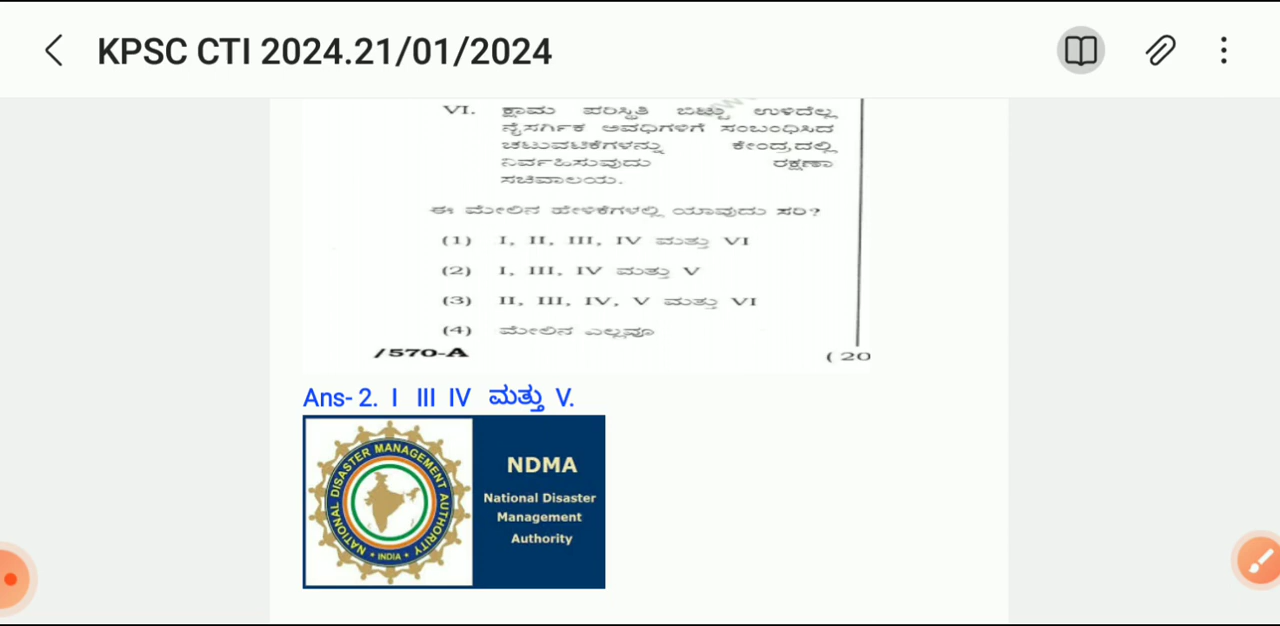 KPSC CTI 2024.21/01/2024
VI. ಕ್ಷಾಮ ಪರಿಸ್ಥಿತಿ ಬಿಟ್ಟು ಉಳಿದೆಲ್ಲ
ನೈಸರ್ಗಿಕ ಅವಧಿಗಳಿಗೆ ಸಂಬಂಧಿಸಿದ
ಚಟುವಟಿಕೆಗಳನ್ನು ಕೇಂದ್ರದಲ್ಲಿ
ನಿರ್ವಹಿಸುವುದು ರಕ್ಷಣಾ
ಸಚಿವಾಲಯ.
ಈ ಮೇಲಿನ ಹೇಳಿಕೆಗಳಲ್ಲಿ ಯಾವುದು ಸರಿ?
(1) I, II, III, IV ಮತ್ತು VI
(2) I, III, IV ಮತ್ತು V
(3) II, III, IV, V ಮತ್ತು VI
(4) ಮೇಲಿನ ಎಲ್ಲವೂ
/570-A (20
Ans- 2. I III IV ಮತ್ತು V.
NATIONAL DISASTER MANAGEMENT AUTHORITY
• INDIA •
NDMA
National Disaster
Management
Authority